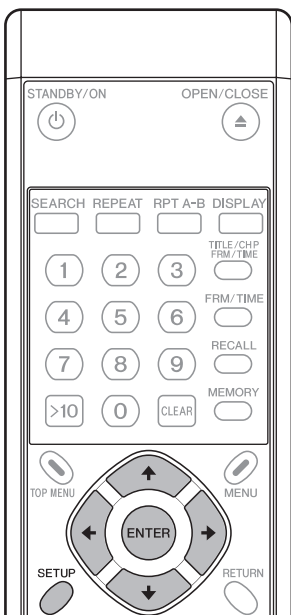 STANDBY/ON OPEN/CLOSE
SEARCH REPEAT RPT A-B DISPLAY
TITLE/CHP
FRM/TIME
1 2 3
FRM/TIME
4 5 6
RECALL
7 8 9
MEMORY
>10 0 CLEAR
TOP MENU MENU
ENTER
SETUP RETURN